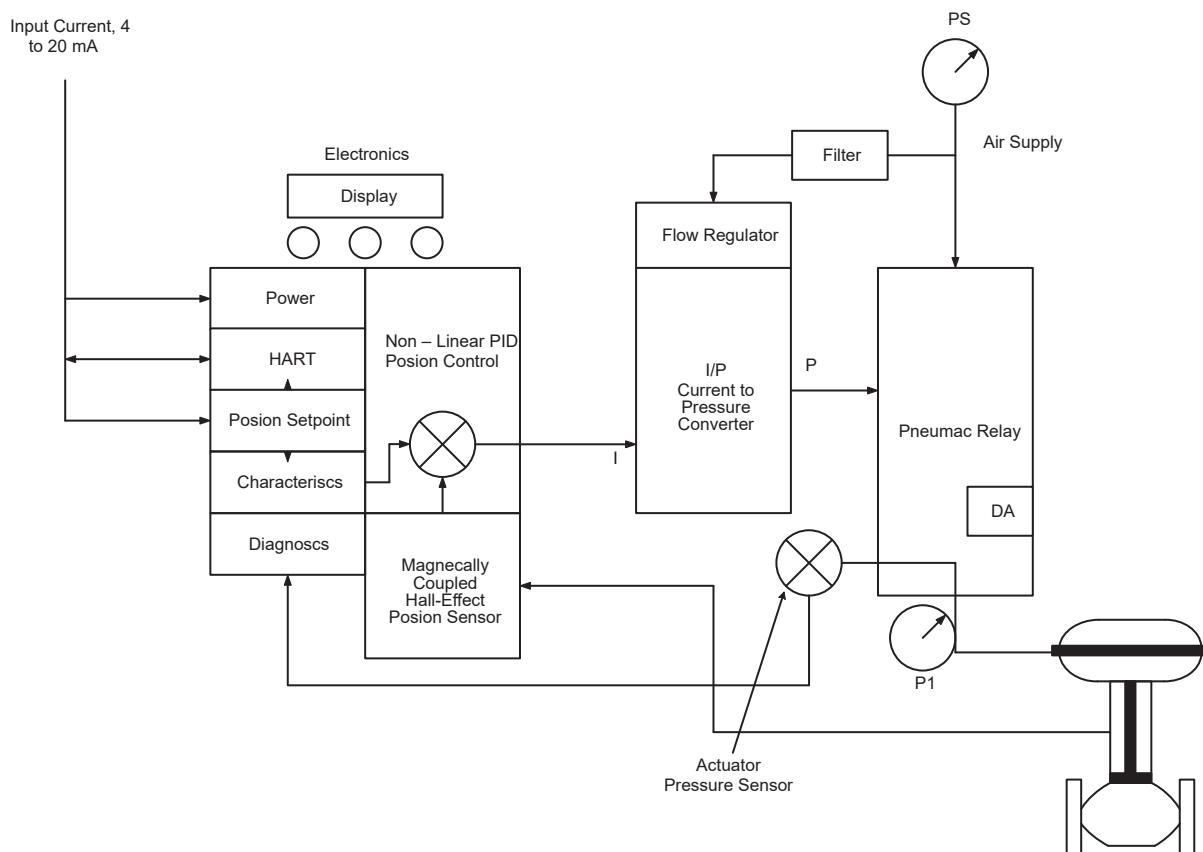 Input Current, 4
to 20 mA
PS
Air Supply
Filter
Electronics
Display
Flow Regulator
Power
HART
Posion Setpoint
Characteriscs
Diagnoscs
Non – Linear PID
Posion Control
Magnecally
Coupled
Hall-Effect
Posion Sensor
I
I/P
Current to
Pressure
Converter
P
Pneumac Relay
DA
P1
Actuator
Pressure Sensor